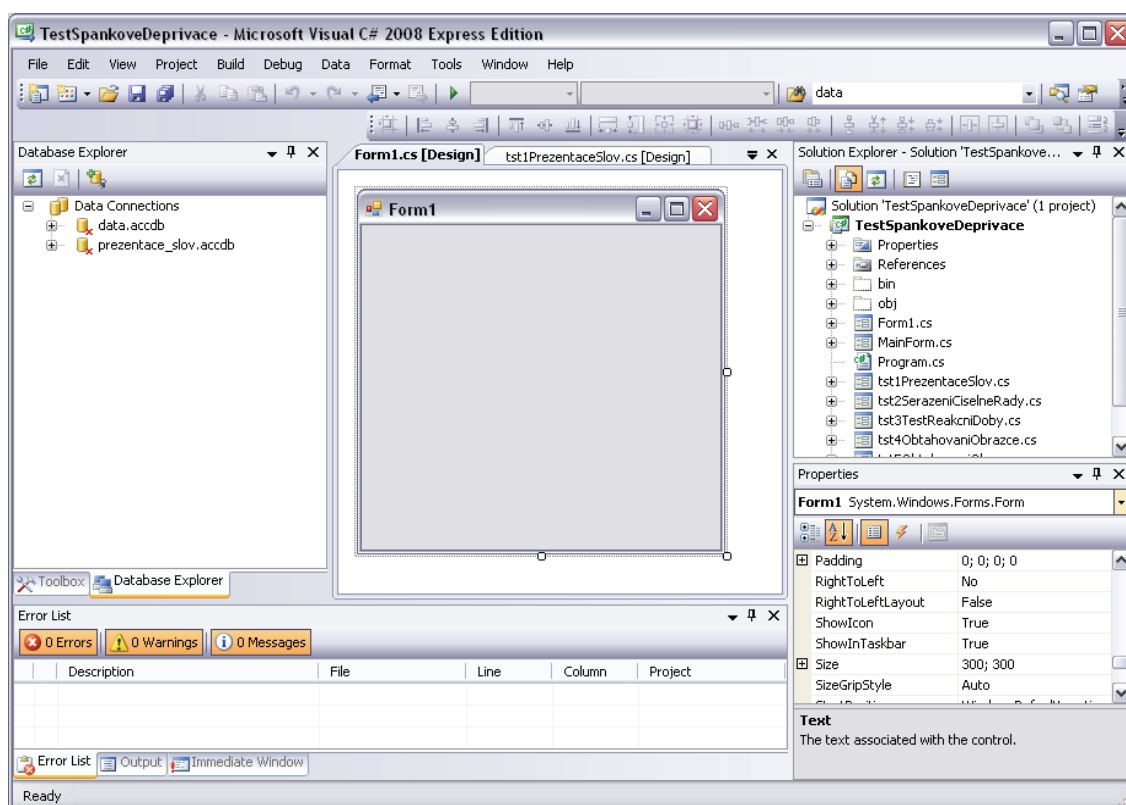 TestSpankoveDeprivace - Microsoft Visual C# 2008 Express Edition
File Edit View Project Build Debug Data Format Tools Window Help
data
Database Explorer
Data Connections
data.accdb
prezentace_slov.accdb
Toolbox Database Explorer
Form1.cs [Design] tst1PrezentaceSlov.cs [Design]
Form1
Solution Explorer - Solution 'TestSpankove...
Solution 'TestSpankoveDeprivace' (1 project)
TestSpankoveDeprivace
Properties
References
bin
obj
Form1.cs
MainForm.cs
Program.cs
tst1PrezentaceSlov.cs
tst2SerazeniCiselneRady.cs
tst3TestReakcniDoby.cs
tst4ObtahovaniObrazce.cs
Properties
Form1 System.Windows.Forms.Form
Padding 0; 0; 0; 0
RightToLeft No
RightToLeftLayout False
ShowIcon True
ShowInTaskbar True
Size 300; 300
SizeGripStyle Auto
Text
The text associated with the control.
Error List
0 Errors 0 Warnings 0 Messages
Description File Line Column Project
Error List Output Immediate Window
Ready